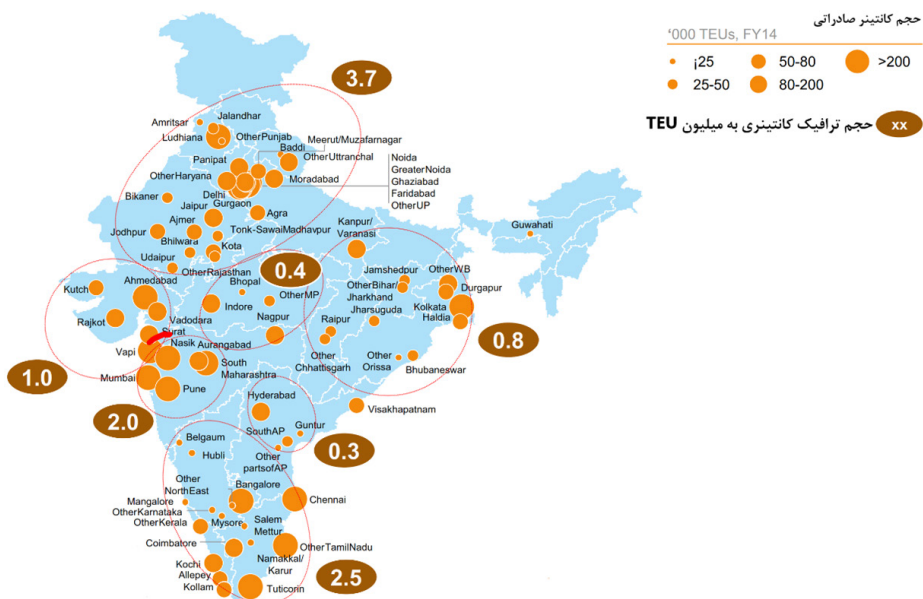 حجم کانتینر صادراتی
'000 TEUs, FY14
¡25
50-80
>200
25-50
80-200
xx
حجم ترافیک کانتینری به میلیون TEU
3.7
Jalandhar
Amritsar
Ludhiana
OtherPunjab
Meerut/Muzafarnagar
Baddi
OtherUttranchal
Panipat
Noida
GreaterNoida
Ghaziabad
Faridabad
OtherUP
OtherHaryana
Moradabad
Delhi
Gurgaon
Bikaner
Jaipur
Agra
Ajmer
Jodhpur
Tonk-SawaiMadhavpur
Kanpur/
Varanasi
Guwahati
Bhilwara
Kota
Udaipur
OtherRajasthan
0.4
Ahmedabad
Bhopal
Jamshedpur
OtherWB
Kutch
OtherMP
OtherBihar/
Jharkhand
Durgapur
Indore
Rajkot
Vadodara
Nagpur
Raipur
Jharsuguda
Kolkata
Haldia
0.8
Surat
Nasik
Aurangabad
Vapi
Other
Chhattisgarh
Other
Orissa
Bhubaneswar
South
Maharashtra
1.0
Mumbai
Pune
2.0
Hyderabad
Visakhapatnam
SouthAP
Guntur
0.3
Belgaum
Hubli
Other
partsofAP
Other
NorthEast
Bangalore
Mangalore
Chennai
OtherKarnataka
OtherKerala
Mysore
Salem
Mettur
Coimbatore
OtherTamilNadu
Namakkal/
Karur
Kochi
Allepey
2.5
Kollam
Tuticorin